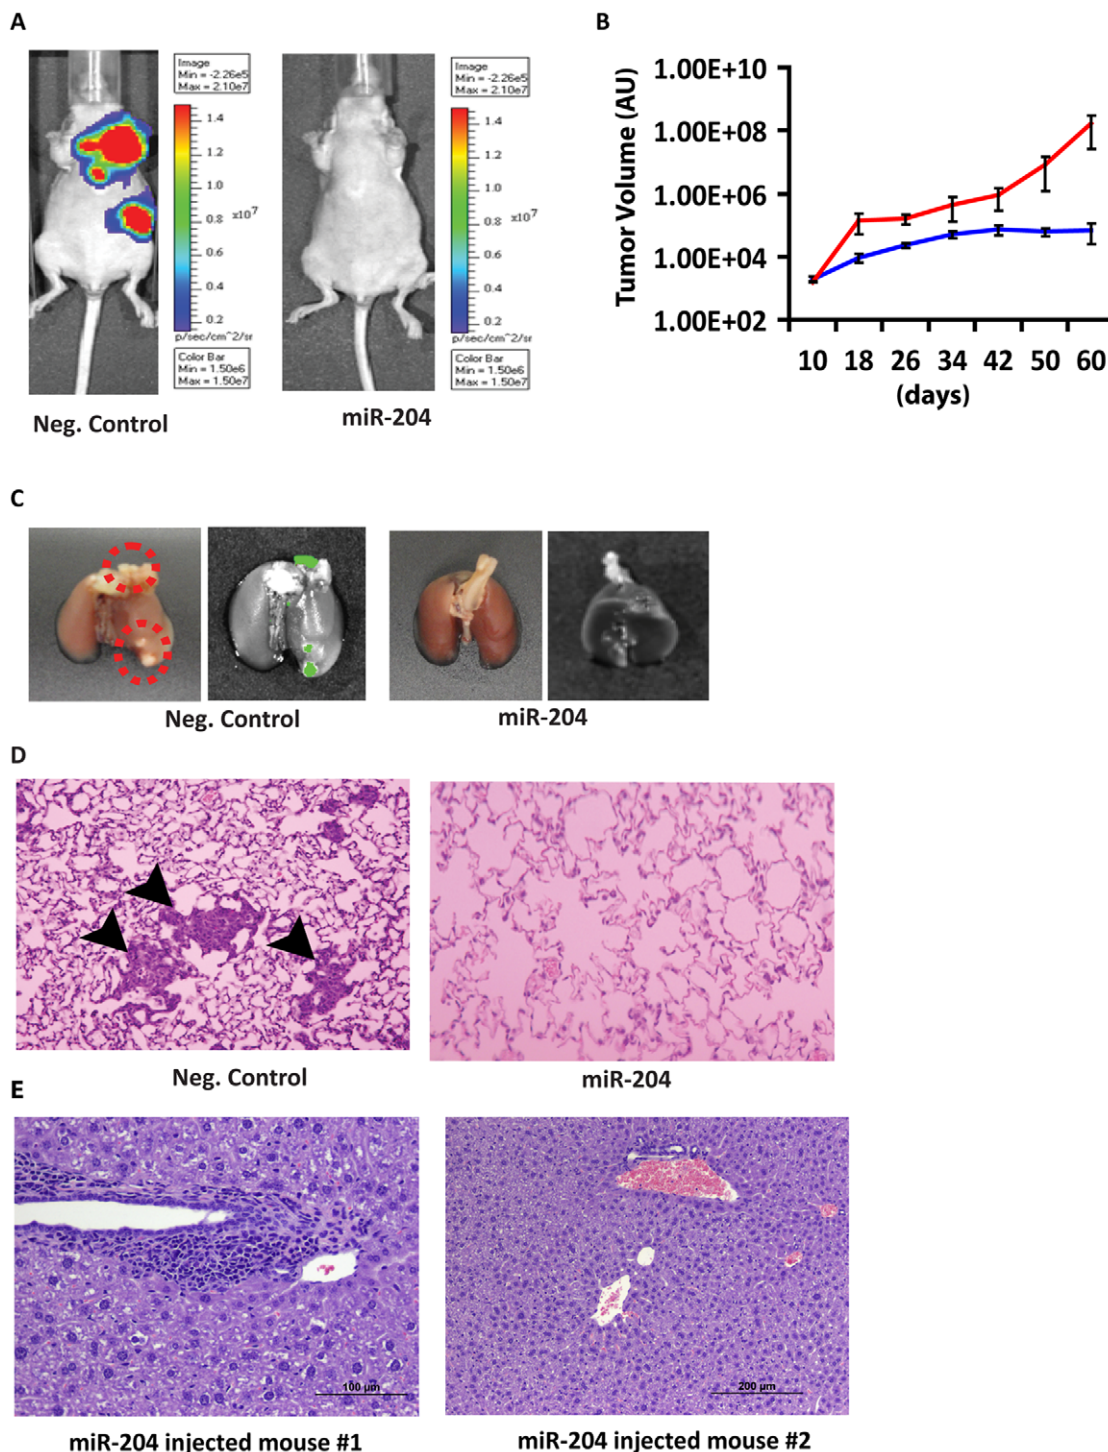 A
Image
Min = -2.26e5
Max = 2.10e7
1.4
1.2
1.0
x10^7
0.8
0.6
0.4
0.2
p/sec/cm^2/sr
Color Bar
Min = 1.50e6
Max = 1.50e7
Neg. Control
Image
Min = -2.26e5
Max = 2.10e7
1.4
1.2
1.0
x10^7
0.8
0.6
0.4
0.2
p/sec/cm^2/sr
Color Bar
Min = 1.50e6
Max = 1.50e7
miR-204
B
Tumor Volume (AU)
1.00E+10
1.00E+08
1.00E+06
1.00E+04
1.00E+02
10 18 26 34 42 50 60
(days)
C
Neg. Control
miR-204
D
Neg. Control
miR-204
E
100 µm
200 µm
miR-204 injected mouse #1
miR-204 injected mouse #2